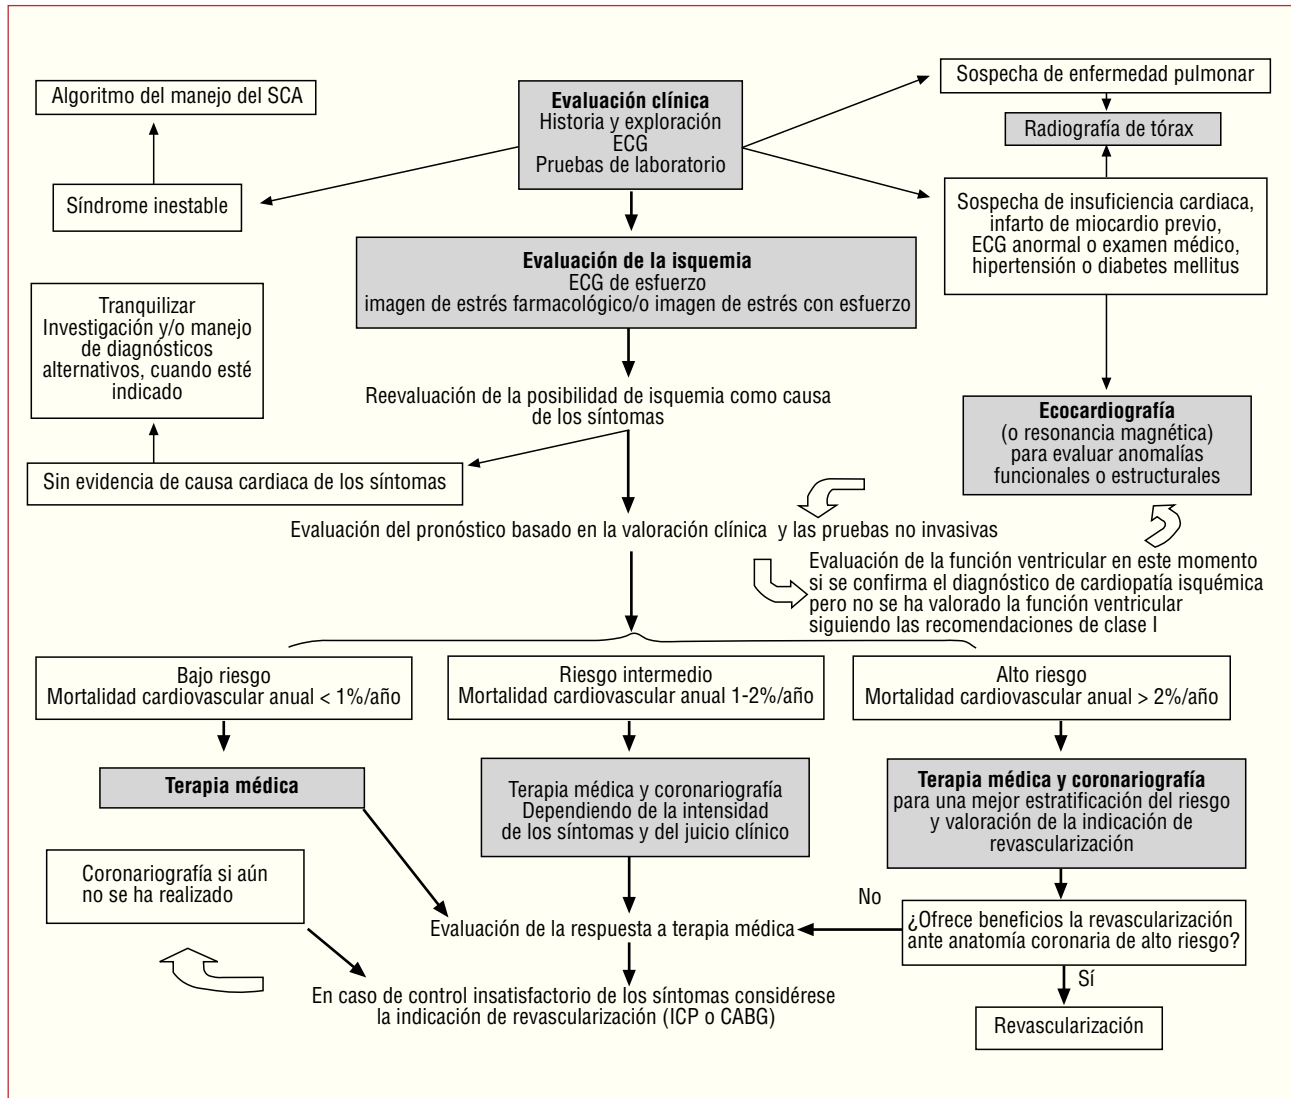 Algoritmo del manejo del SCA
Síndrome inestable
Evaluación clínica
Historia y exploración
ECG
Pruebas de laboratorio
Sospecha de enfermedad pulmonar
Radiografía de tórax
Sospecha de insuficiencia cardiaca,
infarto de miocardio previo,
ECG anormal o examen médico,
hipertensión o diabetes mellitus
Evaluación de la isquemia
ECG de esfuerzo
imagen de estrés farmacológico/o imagen de estrés con esfuerzo
Tranquilizar
Investigación y/o manejo
de diagnósticos
alternativos, cuando esté
indicado
Reevaluación de la posibilidad de isquemia como causa
de los síntomas
Ecocardiografía
(o resonancia magnética)
para evaluar anomalías
funcionales o estructurales
Sin evidencia de causa cardiaca de los síntomas
Evaluación del pronóstico basado en la valoración clínica y las pruebas no invasivas
Evaluación de la función ventricular en este momento
si se confirma el diagnóstico de cardiopatía isquémica
pero no se ha valorado la función ventricular
siguiendo las recomendaciones de clase I
Bajo riesgo
Mortalidad cardiovascular anual < 1%/año
Riesgo intermedio
Mortalidad cardiovascular anual 1-2%/año
Alto riesgo
Mortalidad cardiovascular anual > 2%/año
Terapia médica
Terapia médica y coronariografía
Dependiendo de la intensidad
de los síntomas y del juicio clínico
Terapia médica y coronariografía
para una mejor estratificación del riesgo
y valoración de la indicación de
revascularización
Coronariografía si aún
no se ha realizado
No
Evaluación de la respuesta a terapia médica
¿Ofrece beneficios la revascularización
ante anatomía coronaria de alto riesgo?
Sí
En caso de control insatisfactorio de los síntomas considérese
la indicación de revascularización (ICP o CABG)
Revascularización